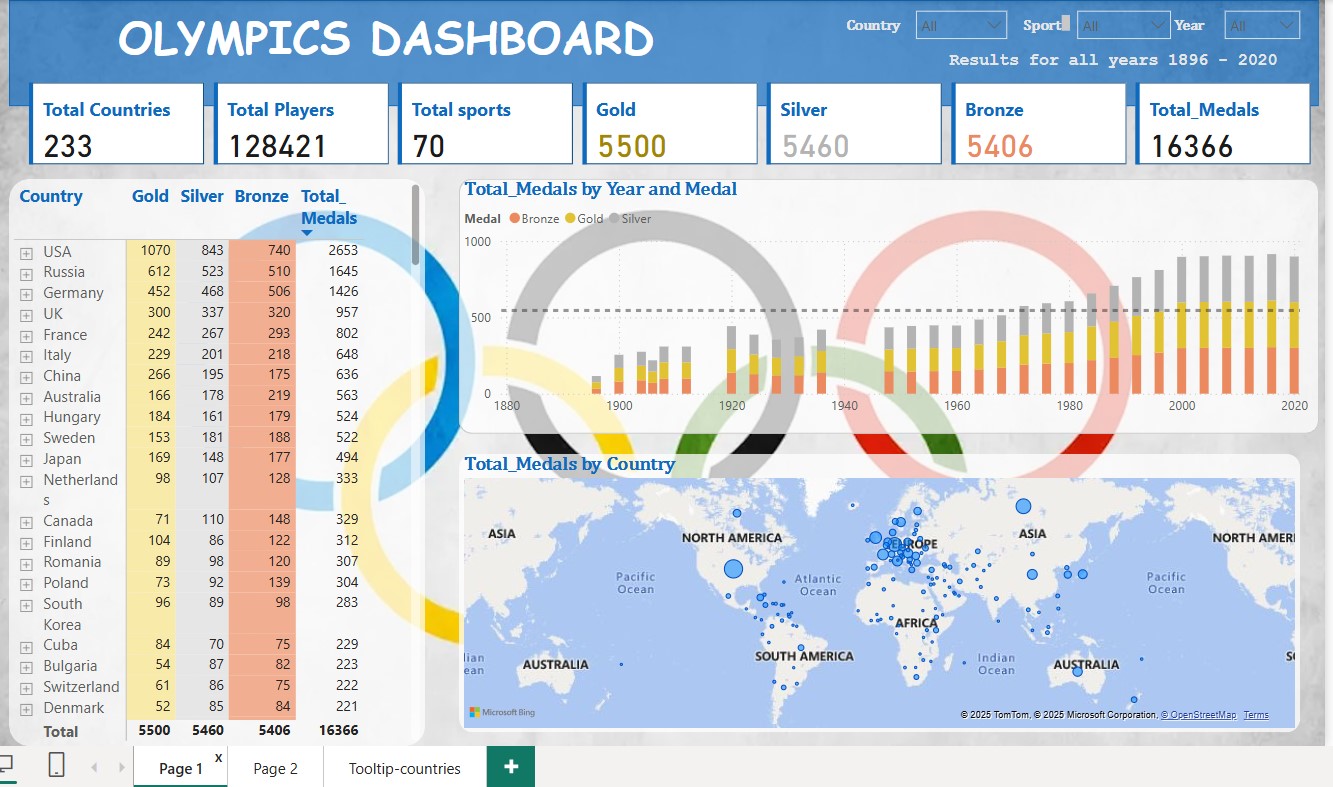 OLYMPICS DASHBOARD
Country All Sport All Year All
Results for all years 1896 - 2020
Total Countries
233
Total Players
128421
Total sports
70
Gold
5500
Silver
5460
Bronze
5406
Total_Medals
16366
Country Gold Silver Bronze Total_
Medals
USA 1070 843 740 2653
Russia 612 523 510 1645
Germany 452 468 506 1426
UK 300 337 320 957
France 242 267 293 802
Italy 229 201 218 648
China 266 195 175 636
Australia 166 178 219 563
Hungary 184 161 179 524
Sweden 153 181 188 522
Japan 169 148 177 494
Netherland 98 107 128 333
s
Canada 71 110 148 329
Finland 104 86 122 312
Romania 89 98 120 307
Poland 73 92 139 304
South 96 89 98 283
Korea
Cuba 84 70 75 229
Bulgaria 54 87 82 223
Switzerland 61 86 75 222
Denmark 52 85 84 221
Total 5500 5460 5406 16366
Total_Medals by Year and Medal
Medal Bronze Gold Silver
1000
500
0
1880 1900 1920 1940 1960 1980 2000 2020
Total_Medals by Country
ASIA
NORTH AMERICA
EUROPE
ASIA
NORTH AMERI
Pacific
Ocean
Atlantic
Ocean
Pacific
Ocean
AFRICA
SOUTH AMERICA
lian
ean
AUSTRALIA
Indian
Ocean
AUSTRALIA
S
Microsoft Bing
© 2025 TomTom, © 2025 Microsoft Corporation, © OpenStreetMap Terms
Page 1 x
Page 2
Tooltip-countries
+